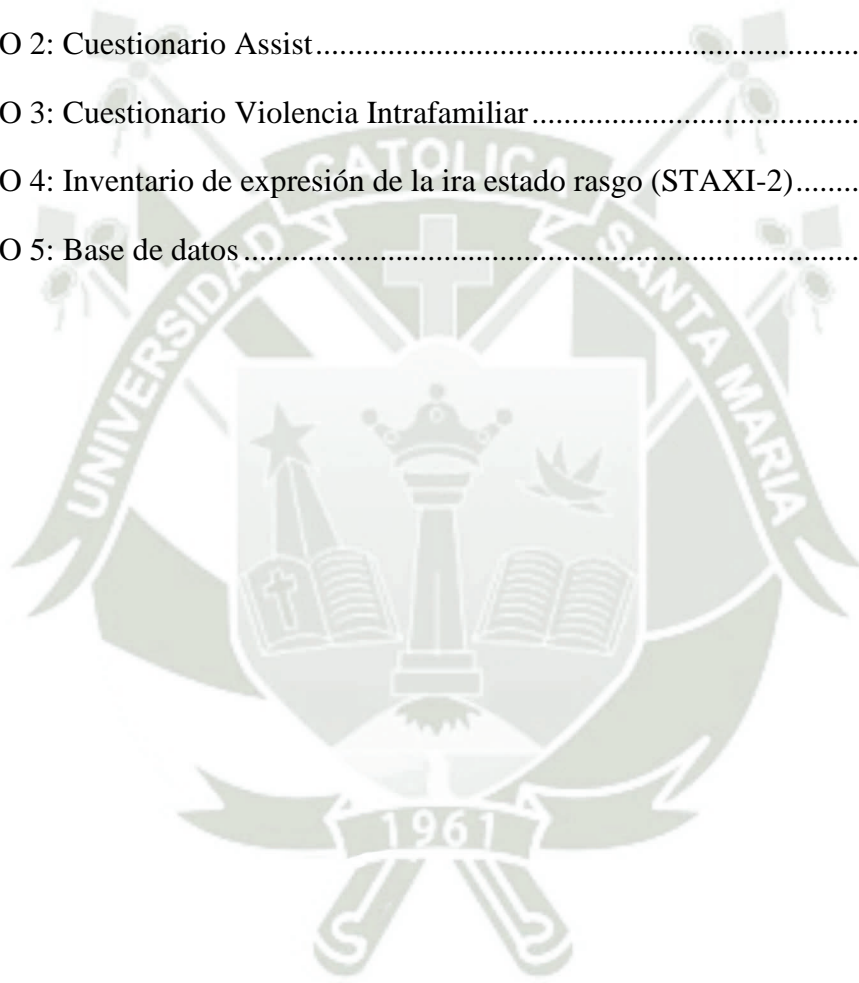 O 2: Cuestionario Assist....................................................................
O 3: Cuestionario Violencia Intrafamiliar........................................
O 4: Inventario de expresión de la ira estado rasgo (STAXI-2)........
O 5: Base de datos.............................................................................
UNIVERSIDAD CATOLICA SANTA MARIA
1961